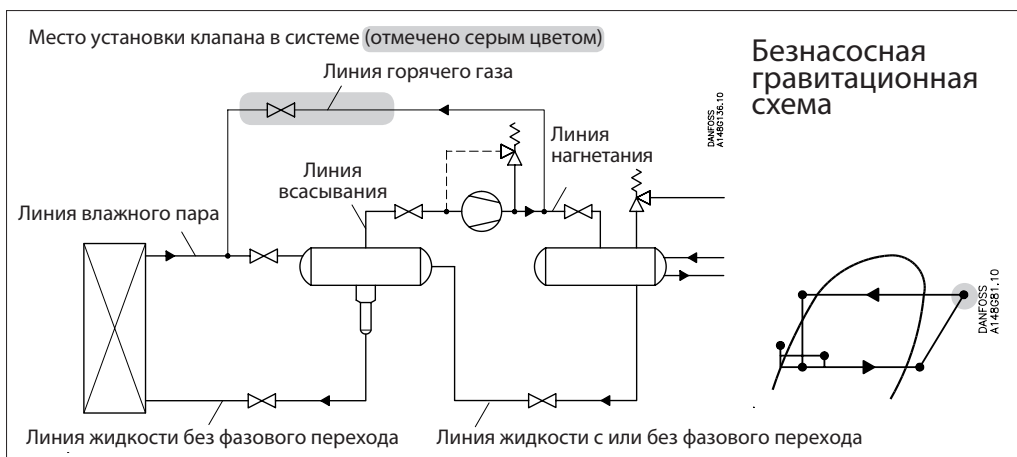 Место установки клапана в системе (отмечено серым цветом)
Безнасосная
гравитационная
схема
Линия горячего газа
DANFOSS
A148G136.10
Линия
нагнетания
Линия
всасывания
Линия влажного пара
DANFOSS
A148G81.10
Линия жидкости без фазового перехода
Линия жидкости с или без фазового перехода